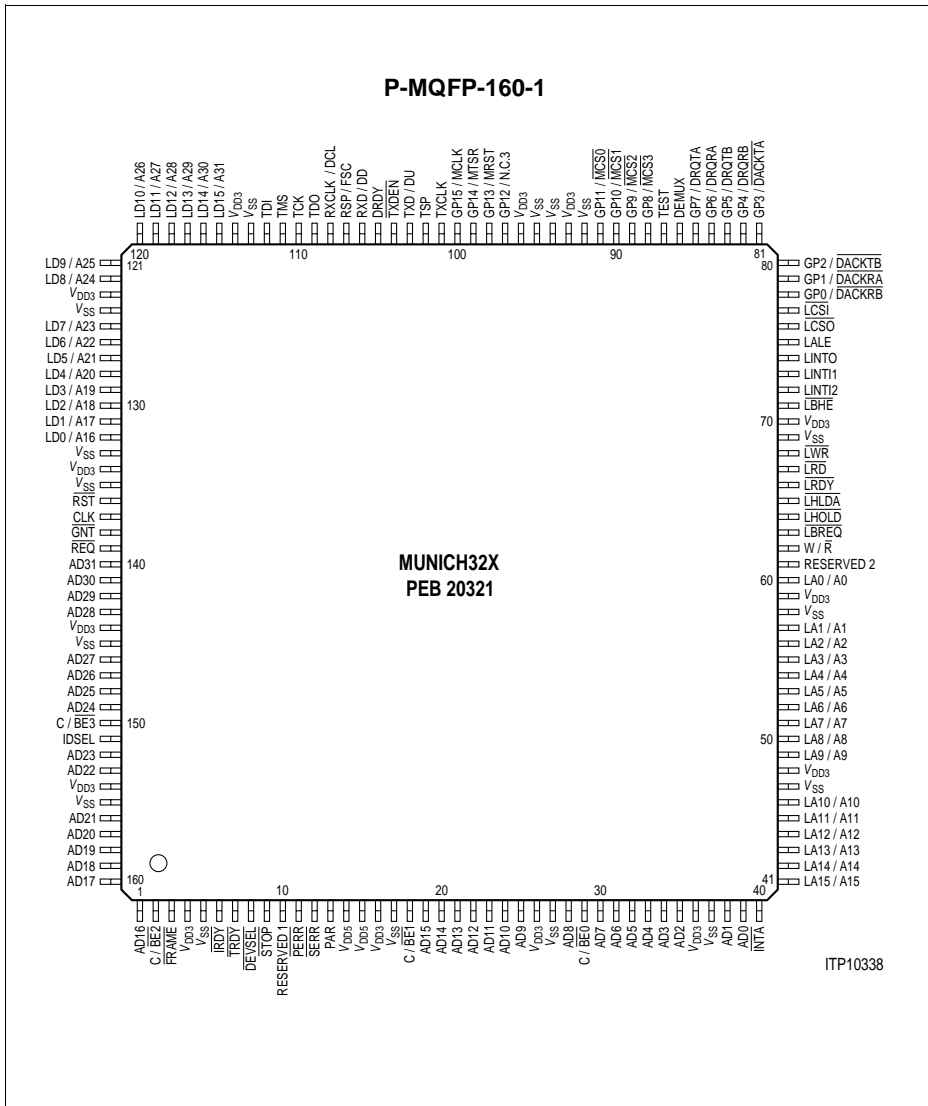 P-MQFP-160-1
LD10 / A26
LD11 / A27
LD12 / A28
LD13 / A29
LD14 / A30
LD15 / A31
VDD3
VSS
TDI
TMS
TCK
TDO
RXCLK / DCL
RSP / FSC
RXD / DD
DRDY
TXDEN
TXD / DU
TSP
TXCLK
GP15 / MCLK
GP14 / MTSR
GP13 / MRST
GP12 / N.C.3
VDD3
VSS
VSS
VDD3
VSS
GP11 / MCS0
GP10 / MCS1
GP9 / MCS2
GP8 / MCS3
TEST
DEMUX
GP7 / DRQTA
GP6 / DRQRA
GP5 / DRQTB
GP4 / DRQRB
GP3 / DACKTA
120
110
100
90
81
LD9 / A25
LD8 / A24
VDD3
VSS
LD7 / A23
LD6 / A22
LD5 / A21
LD4 / A20
LD3 / A19
LD2 / A18
LD1 / A17
LD0 / A16
VSS
VDD3
VSS
RST
CLK
GNT
REQ
AD31
AD30
AD29
AD28
VDD3
VSS
AD27
AD26
AD25
AD24
C / BE3
IDSEL
AD23
AD22
VDD3
VSS
AD21
AD20
AD19
AD18
AD17
121
130
140
150
160
MUNICH32X
PEB 20321
80
70
60
50
41
GP2 / DACKTB
GP1 / DACKRA
GP0 / DACKRB
LCSI
LCSO
LALE
LINTO
LINTI1
LINTI2
LBHE
VDD3
VSS
LWR
LRD
LRDY
LHLDA
LHOLD
LBREQ
W / R
RESERVED 2
LA0 / A0
VDD3
VSS
LA1 / A1
LA2 / A2
LA3 / A3
LA4 / A4
LA5 / A5
LA6 / A6
LA7 / A7
LA8 / A8
LA9 / A9
VDD3
VSS
LA10 / A10
LA11 / A11
LA12 / A12
LA13 / A13
LA14 / A14
LA15 / A15
1
10
20
30
40
AD16
C / BE2
FRAME
VDD3
VSS
IRDY
TRDY
DEVSEL
STOP
RESERVED 1
PERR
SERR
PAR
VDD5
VDD5
VDD3
VSS
C / BE1
AD15
AD14
AD13
AD12
AD11
AD10
AD9
VDD3
VSS
AD8
C / BE0
AD7
AD6
AD5
AD4
AD3
AD2
VDD3
VSS
AD1
AD0
INTA
ITP10338